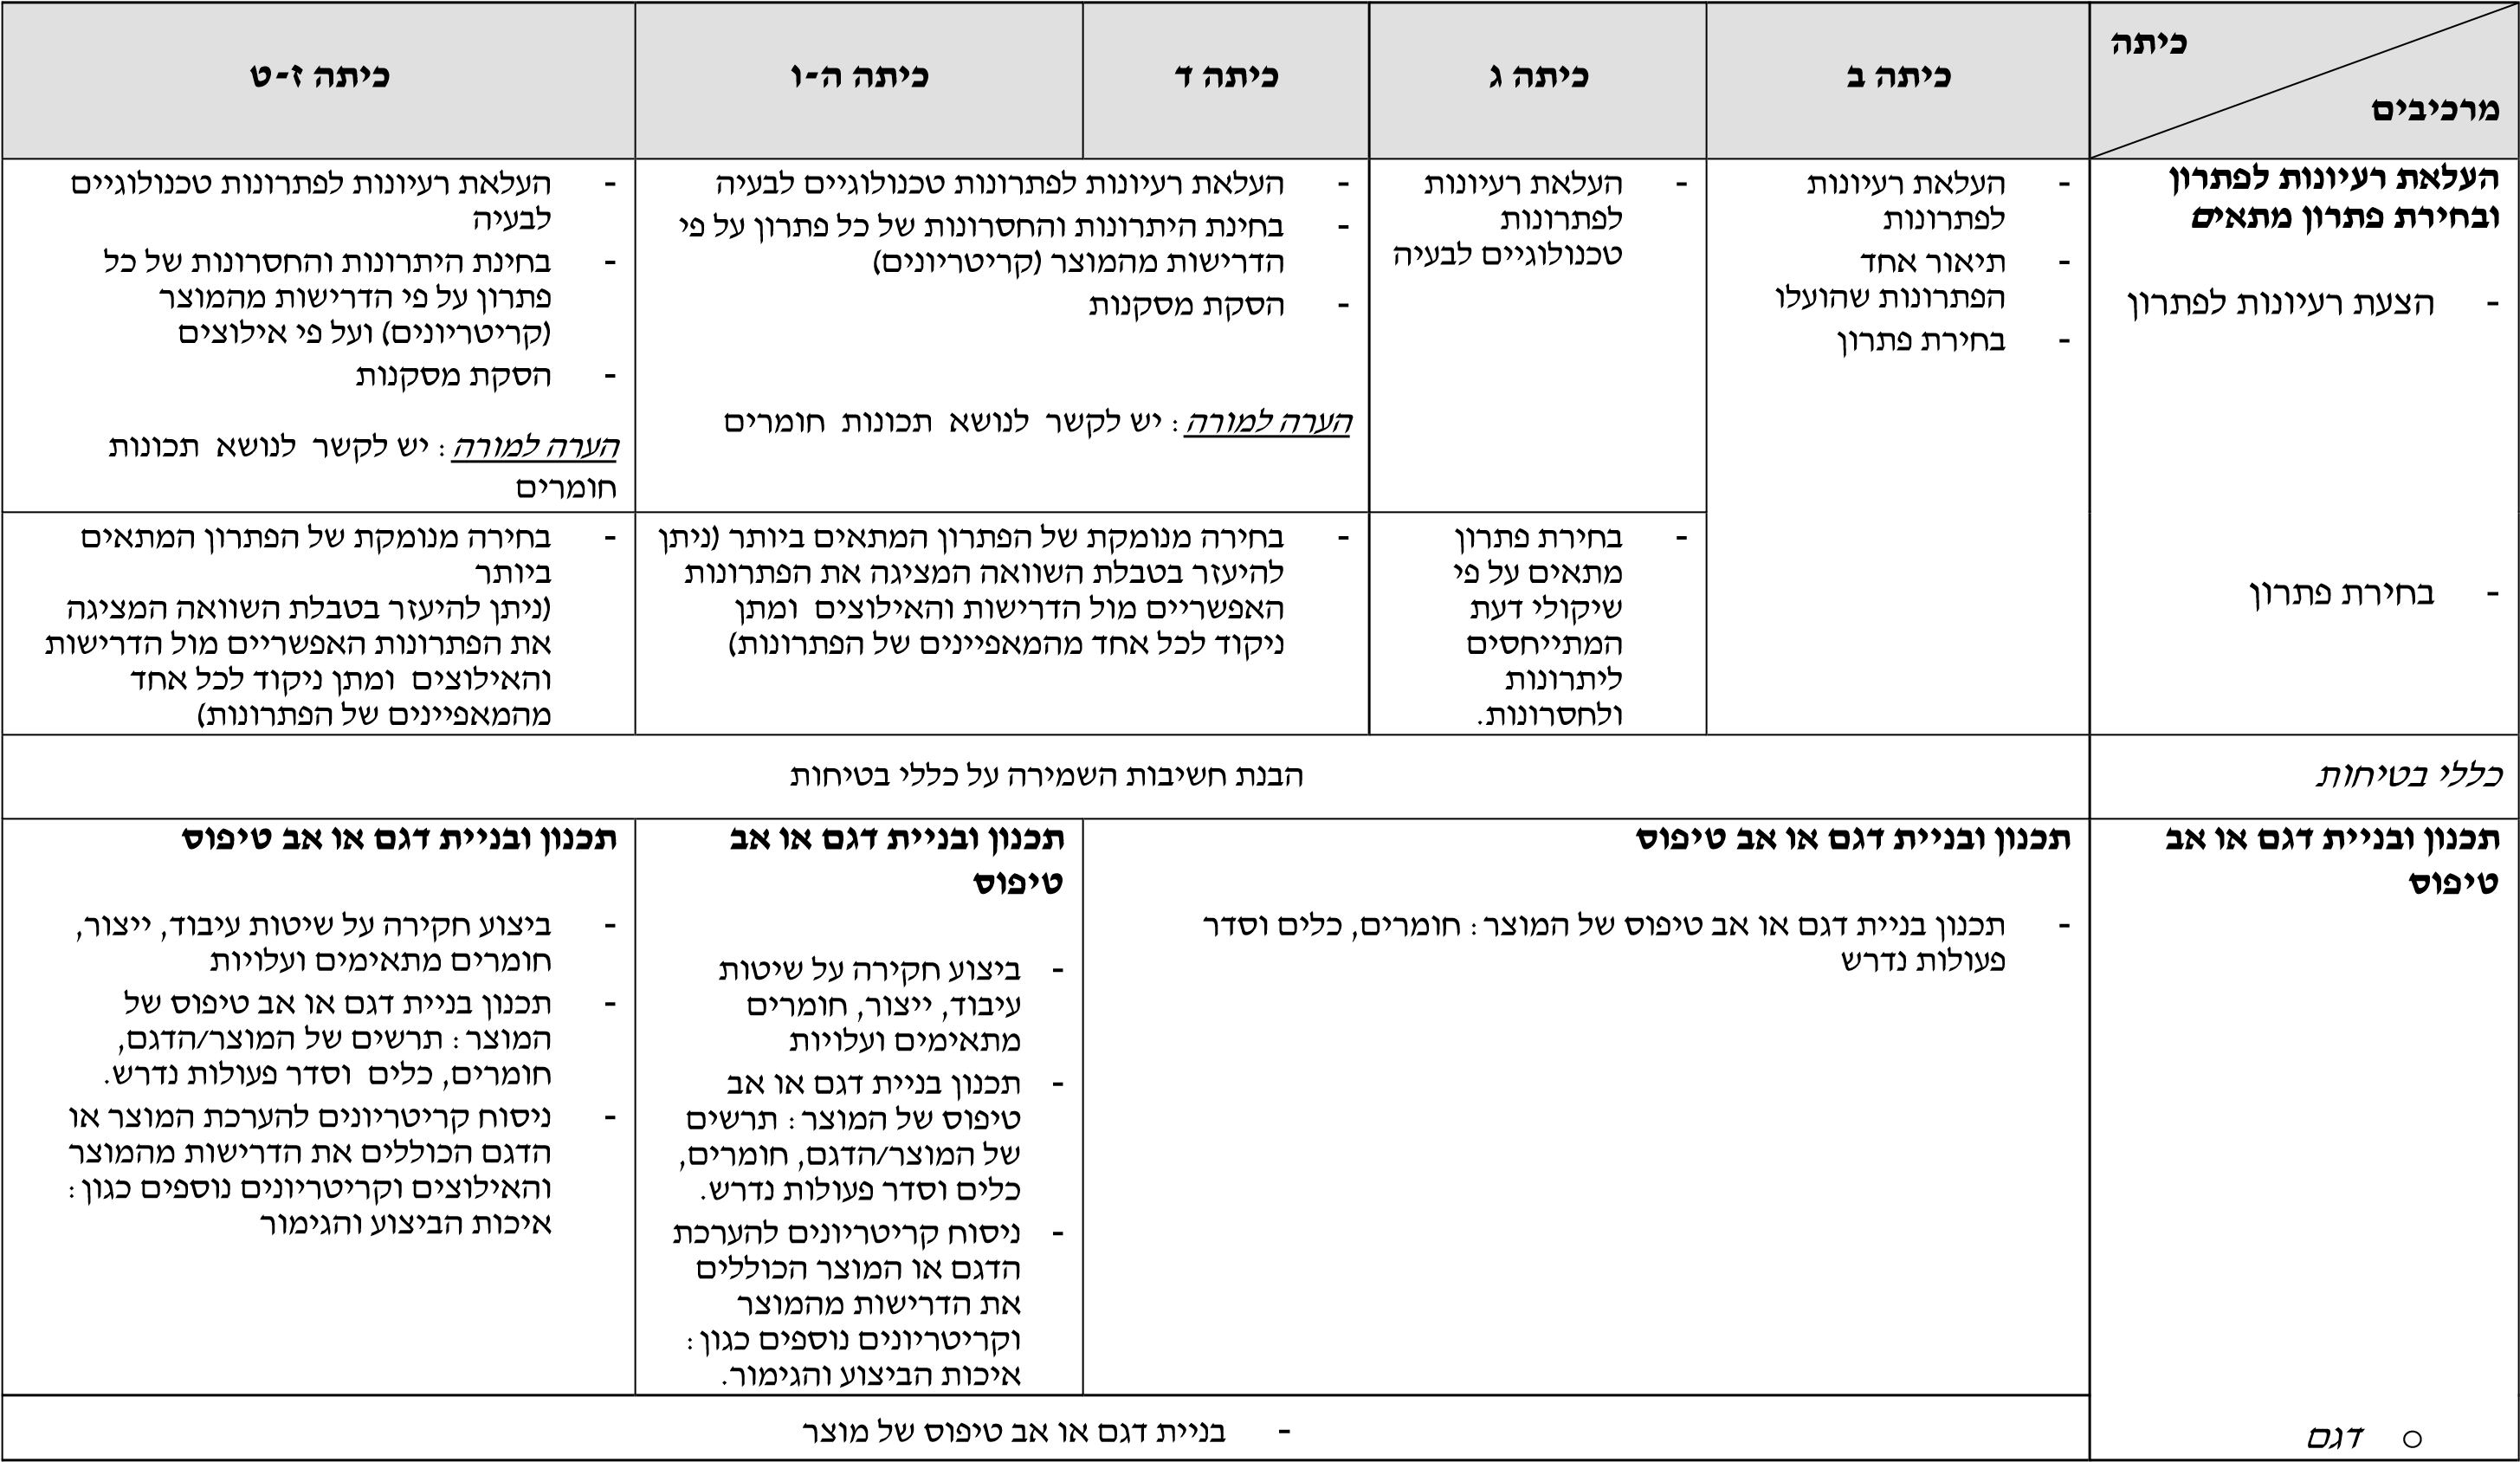 כיתה
מרכיבים
כיתה ב
כיתה ג
כיתה ד
כיתה ה-ו
כיתה ז-ט
העלאת רעיונות לפתרון
ובחירת פתרון מתאים
- הצעת רעיונות לפתרון
- בחירת פתרון
- העלאת רעיונות
לפתרונות
- תיאור אחד
הפתרונות שהועלו
- בחירת פתרון
- העלאת רעיונות
לפתרונות
טכנולוגיים לבעיה
- העלאת רעיונות לפתרונות טכנולוגיים לבעיה
- בחינת היתרונות והחסרונות של כל פתרון על פי
הדרישות מהמוצר (קריטריונים)
- הסקת מסקנות
הערה למורה: יש לקשר לנושא תכונות חומרים
- העלאת רעיונות לפתרונות טכנולוגיים
לבעיה
- בחינת היתרונות והחסרונות של כל
פתרון על פי הדרישות מהמוצר
(קריטריונים) ועל פי אילוצים
- הסקת מסקנות
הערה למורה: יש לקשר לנושא תכונות
חומרים
- בחירת פתרון
מתאים על פי
שיקולי דעת
המתייחסים
ליתרונות
ולחסרונות.
- בחירה מנומקת של הפתרון המתאים ביותר (ניתן
להיעזר בטבלת השוואה המציגה את הפתרונות
האפשריים מול הדרישות והאילוצים ומתן
ניקוד לכל אחד מהמאפיינים של הפתרונות)
- בחירה מנומקת של הפתרון המתאים
ביותר
(ניתן להיעזר בטבלת השוואה המציגה
את הפתרונות האפשריים מול הדרישות
והאילוצים ומתן ניקוד לכל אחד
מהמאפיינים של הפתרונות)
כללי בטיחות
הבנת חשיבות השמירה על כללי בטיחות
תכנון ובניית דגם או אב
טיפוס
○ דגם
תכנון ובניית דגם או אב טיפוס
- תכנון בניית דגם או אב טיפוס של המוצר: חומרים, כלים וסדר
פעולות נדרש
תכנון ובניית דגם או אב
טיפוס
- ביצוע חקירה על שיטות
עיבוד, ייצור, חומרים
מתאימים ועלויות
- תכנון בניית דגם או אב
טיפוס של המוצר: תרשים
של המוצר/הדגם, חומרים,
כלים וסדר פעולות נדרש.
- ניסוח קריטריונים להערכת
הדגם או המוצר הכוללים
את הדרישות מהמוצר
וקריטריונים נוספים כגון:
איכות הביצוע והגימור.
תכנון ובניית דגם או אב טיפוס
- ביצוע חקירה על שיטות עיבוד, ייצור,
חומרים מתאימים ועלויות
- תכנון בניית דגם או אב טיפוס של
המוצר: תרשים של המוצר/הדגם,
חומרים, כלים וסדר פעולות נדרש.
- ניסוח קריטריונים להערכת המוצר או
הדגם הכוללים את הדרישות מהמוצר
והאילוצים וקריטריונים נוספים כגון:
איכות הביצוע והגימור
- בניית דגם או אב טיפוס של מוצר